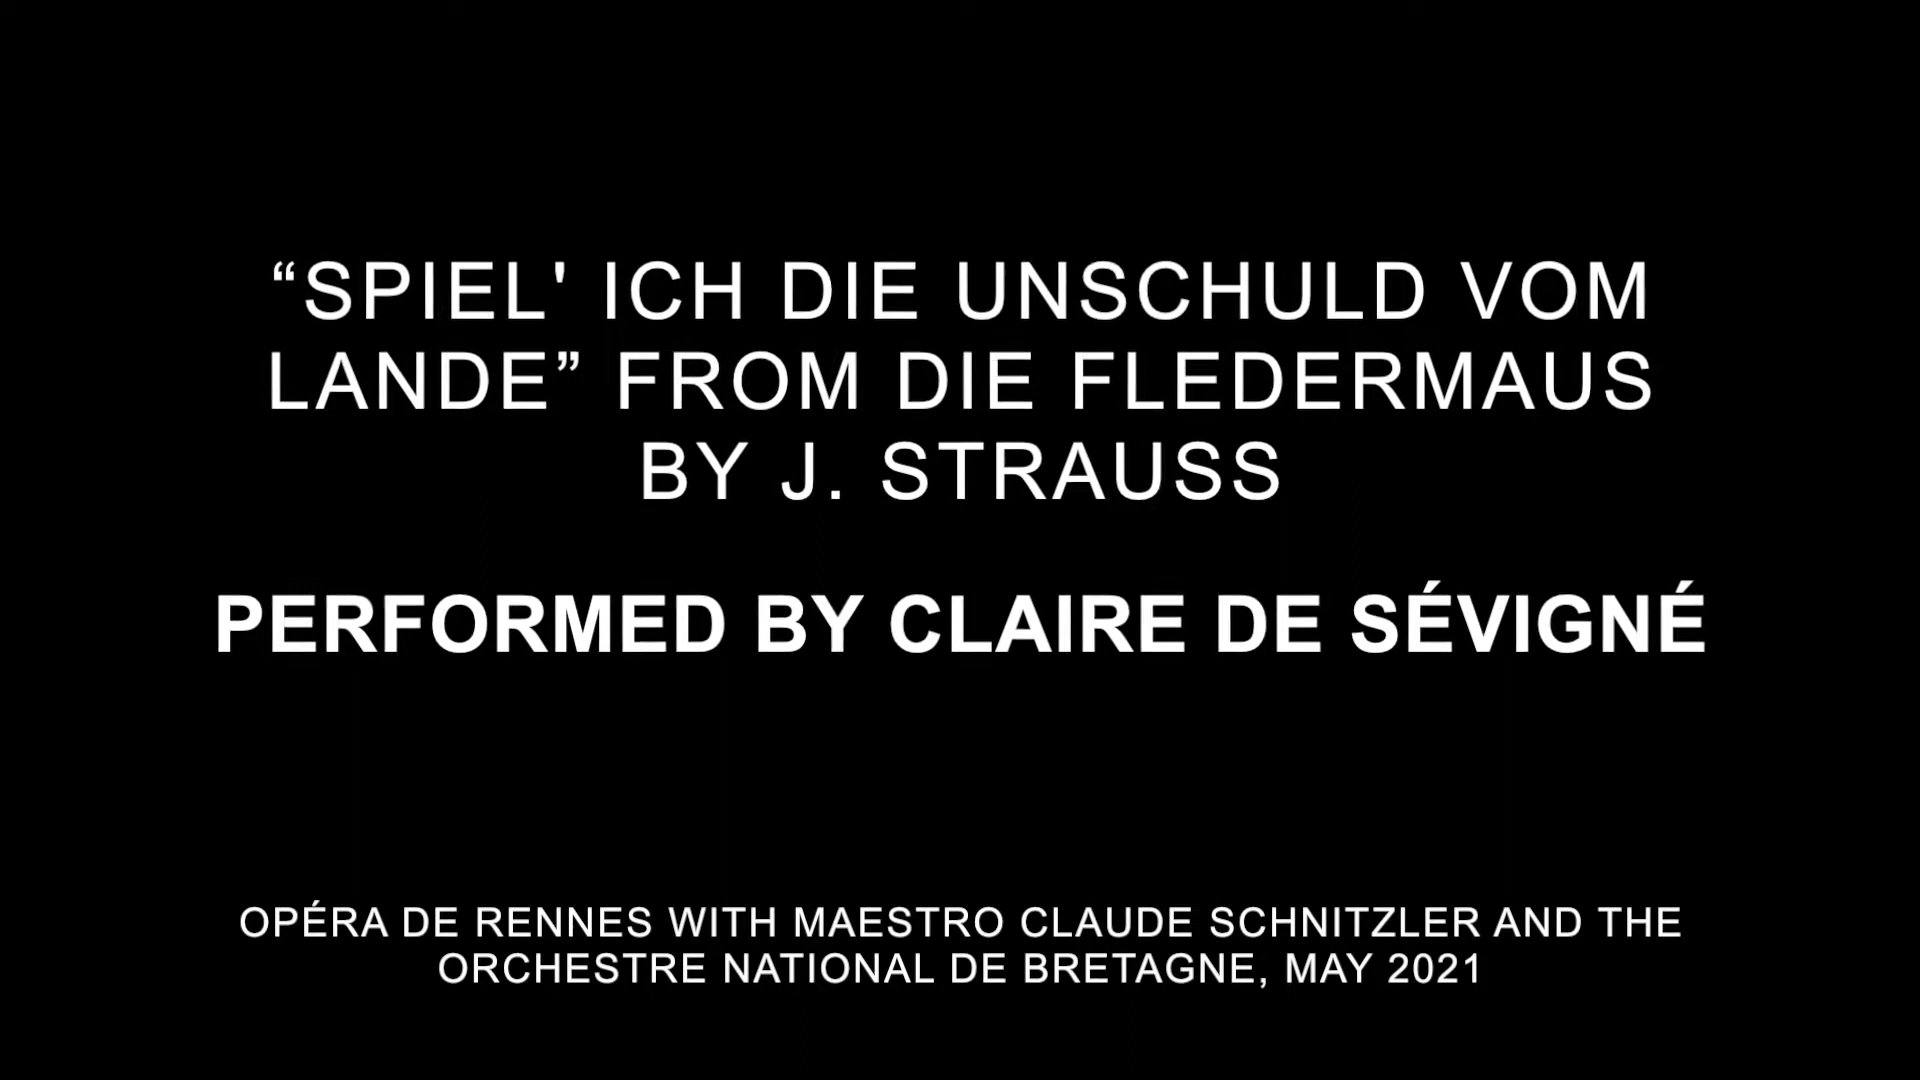 “SPIEL' ICH DIE UNSCHULD VOM
LANDE” FROM DIE FLEDERMAUS
BY J. STRAUSS
PERFORMED BY CLAIRE DE SÉVIGNÉ
OPÉRA DE RENNES WITH MAESTRO CLAUDE SCHNITZLER AND THE
ORCHESTRE NATIONAL DE BRETAGNE, MAY 2021